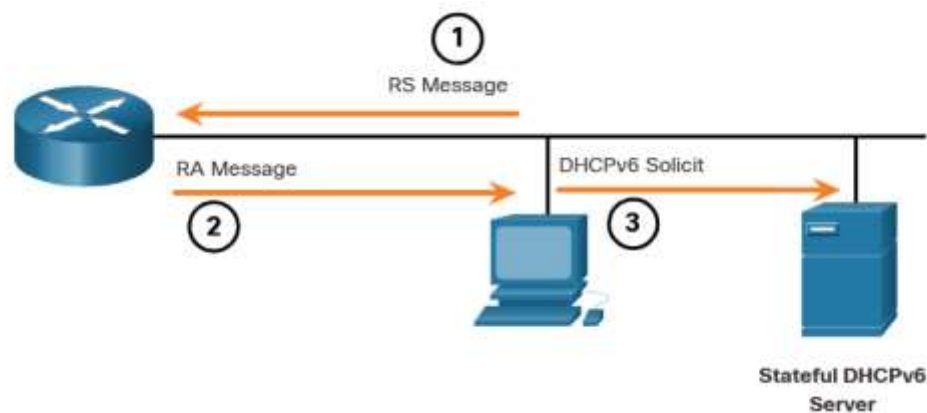 1
RS Message
RA Message
2
DHCPv6 Solicit
3
Stateful DHCPv6
Server